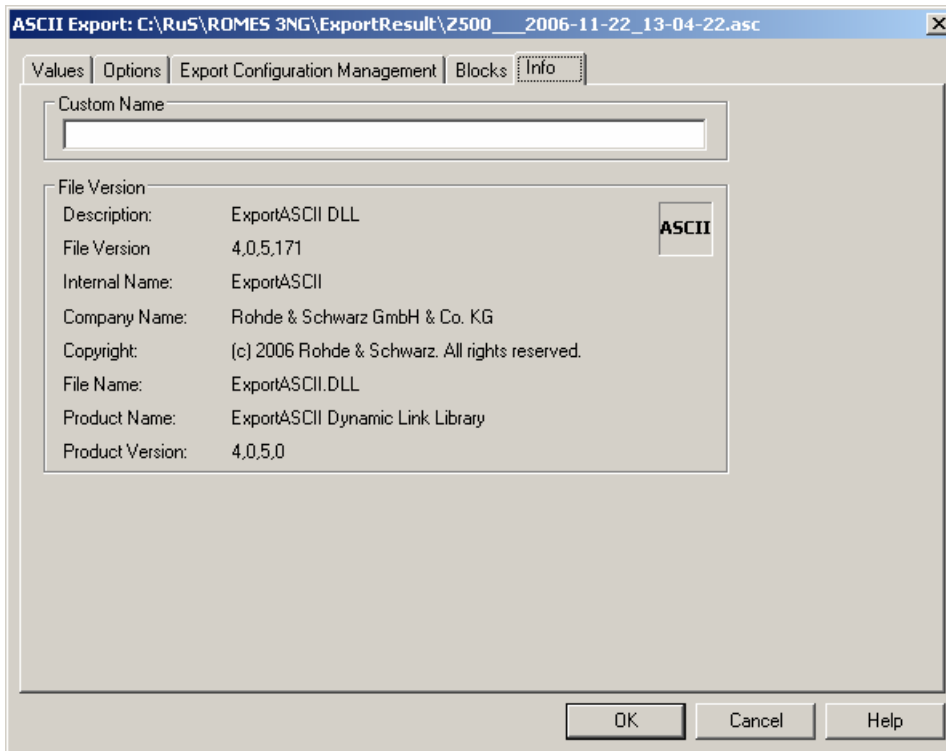 ASCII Export: C:\RuS\ROMES 3NG\ExportResult\Z500___2006-11-22_13-04-22.asc
Values Options Export Configuration Management Blocks Info
Custom Name
File Version
Description: ExportASCII DLL
ASCII
File Version 4,0,5,171
Internal Name: ExportASCII
Company Name: Rohde & Schwarz GmbH & Co. KG
Copyright: (c) 2006 Rohde & Schwarz. All rights reserved.
File Name: ExportASCII.DLL
Product Name: ExportASCII Dynamic Link Library
Product Version: 4,0,5,0
OK Cancel Help